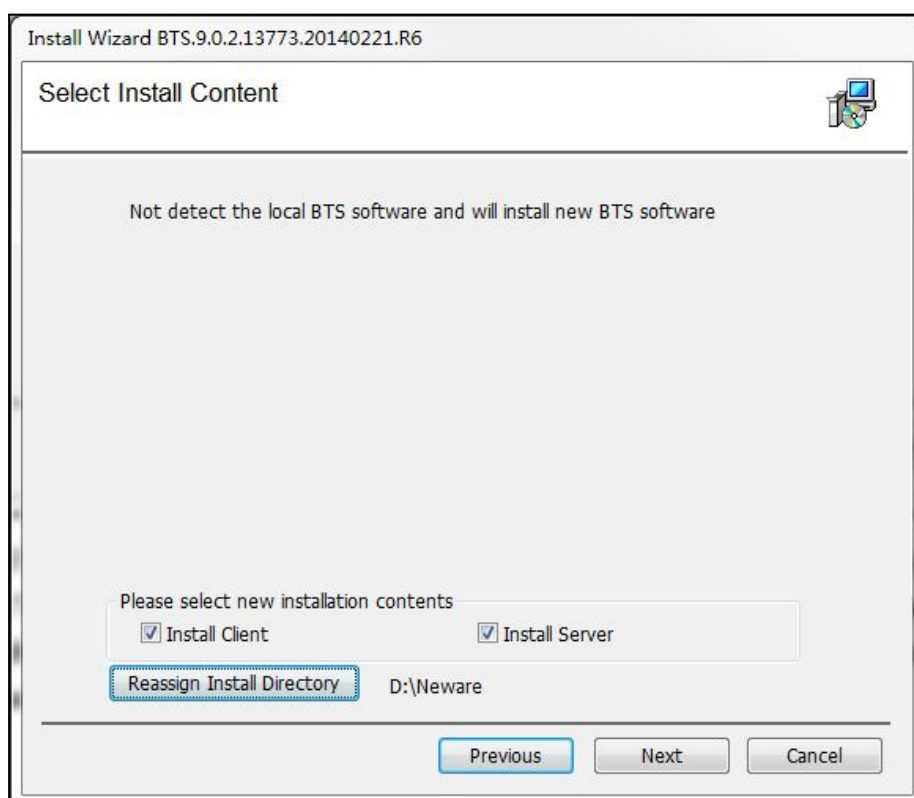 Install Wizard BTS.9.0.2.13773.20140221.R6
Select Install Content
Not detect the local BTS software and will install new BTS software
Please select new installation contents
Install Client Install Server
Reassign Install Directory D:\Neware
Previous Next Cancel